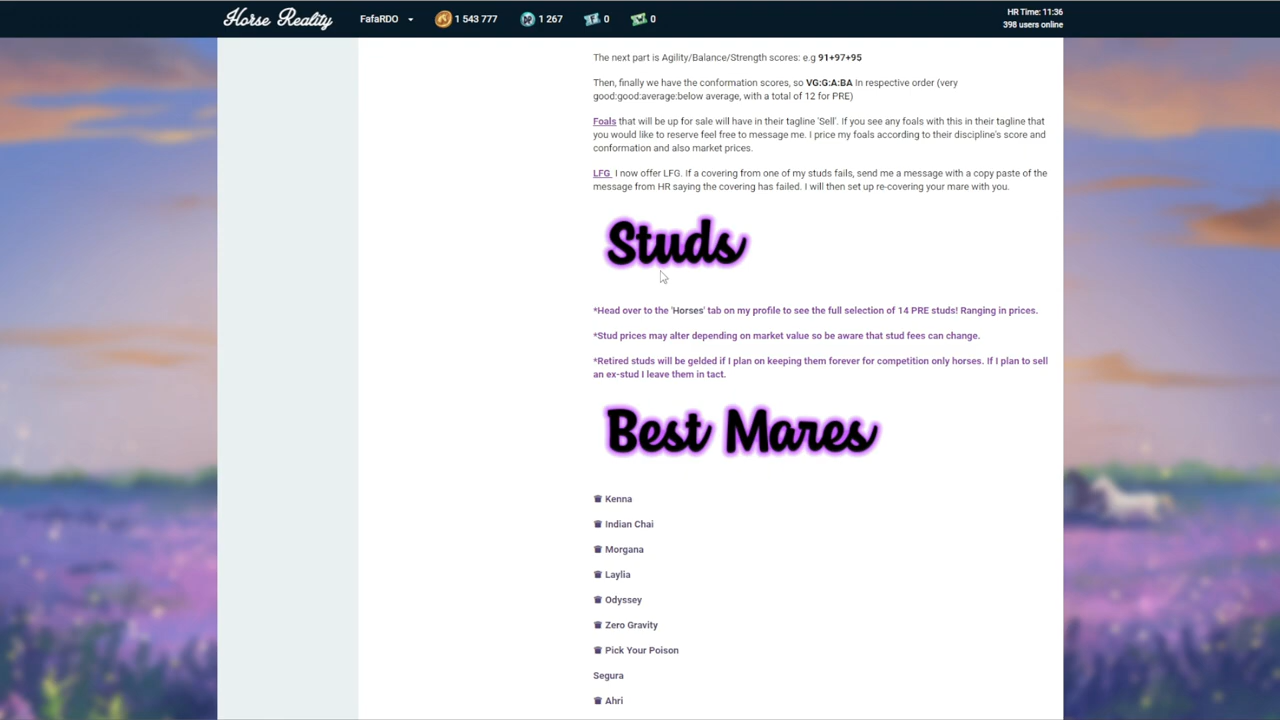 Horse Reality FafaRDO 1 543 777 1 267 0 0 HR Time: 11:36
398 users online
The next part is Agility/Balance/Strength scores: e.g 91+97+95
Then, finally we have the conformation scores, so VG:G:A:BA In respective order (very
good:good:average:below average, with a total of 12 for PRE)
Foals that will be up for sale will have in their tagline 'Sell'. If you see any foals with this in their tagline that
you would like to reserve feel free to message me. I price my foals according to their discipline's score and
conformation and also market prices.
LFG I now offer LFG. If a covering from one of my studs fails, send me a message with a copy paste of the
message from HR saying the covering has failed. I will then set up re-covering your mare with you.
Studs
*Head over to the 'Horses' tab on my profile to see the full selection of 14 PRE studs! Ranging in prices.
*Stud prices may alter depending on market value so be aware that stud fees can change.
*Retired studs will be gelded if I plan on keeping them forever for competition only horses. If I plan to sell
an ex-stud I leave them in tact.
Best Mares
Kenna
Indian Chai
Morgana
Laylia
Odyssey
Zero Gravity
Pick Your Poison
Segura
Ahri